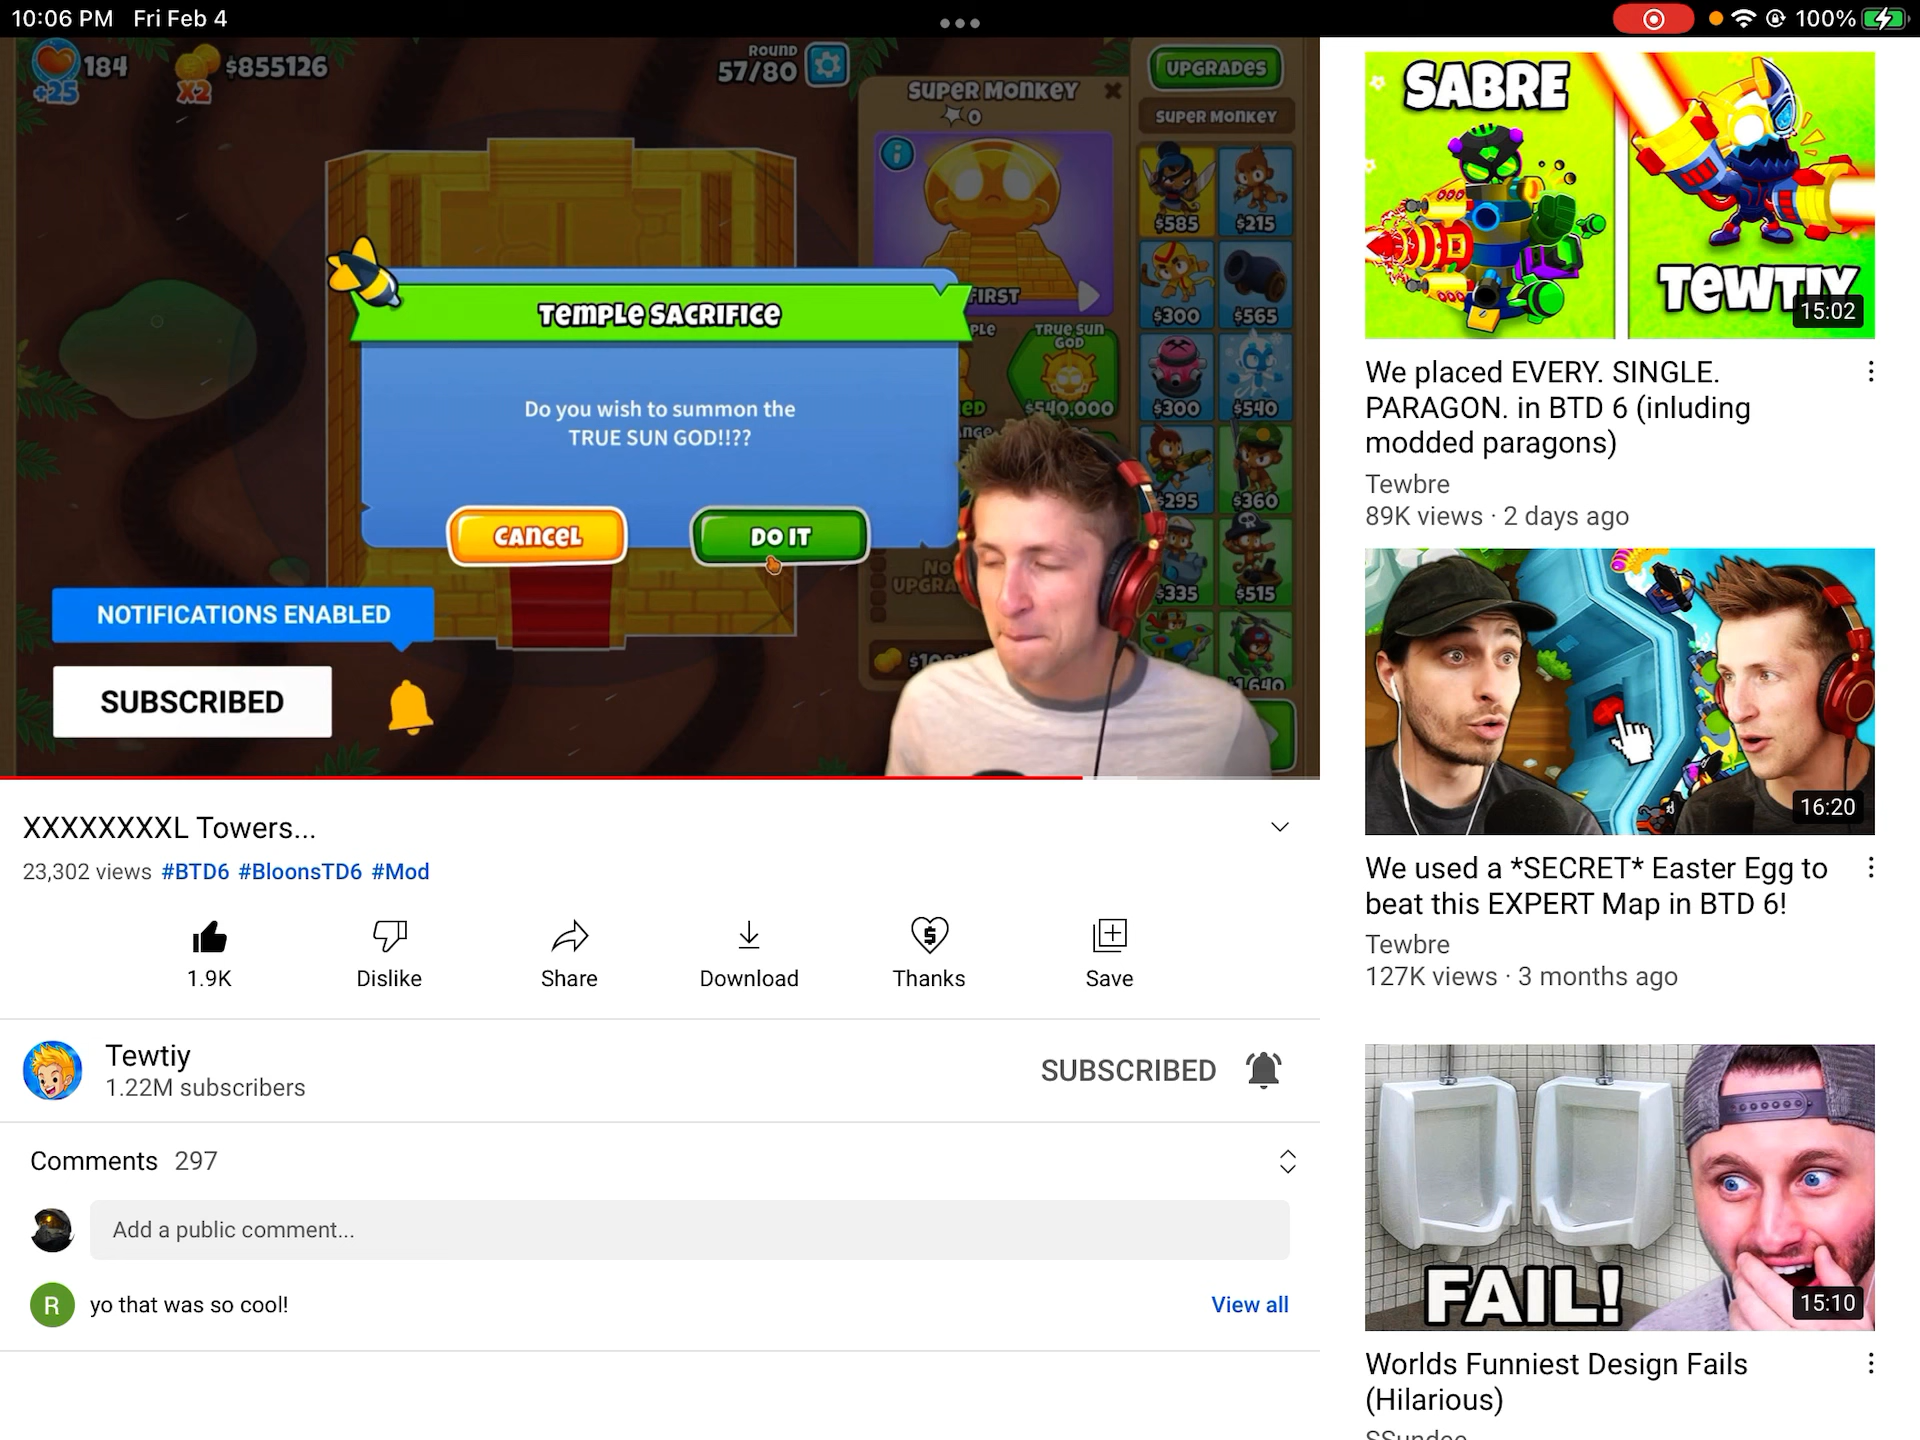 10:06 PM Fri Feb 4
100%
184
+25
$855126
X2
ROUND
57/80
SUPER MONKEY
0
UPGRADES
SUPER MONKEY
$585
$215
FIRST
$300
$565
TRUE SUN
GOD
$540,000
$300
$540
$295
$360
$335
$515
TEMPLE SACRIFICE
Do you wish to summon the
TRUE SUN GOD!!??
CANCEL
DO IT
NOTIFICATIONS ENABLED
SUBSCRIBED
XXXXXXXXL Towers...
23,302 views #BTD6 #BloonsTD6 #Mod
1.9K
Dislike
Share
Download
Thanks
Save
Tewtiy
1.22M subscribers
SUBSCRIBED
Comments 297
Add a public comment...
R
yo that was so cool!
View all
SABRE
TEWTIY
15:02
We placed EVERY. SINGLE.
PARAGON. in BTD 6 (inluding
modded paragons)
Tewbre
89K views · 2 days ago
16:20
We used a *SECRET* Easter Egg to
beat this EXPERT Map in BTD 6!
Tewbre
127K views · 3 months ago
FAIL!
15:10
Worlds Funniest Design Fails
(Hilarious)
SSundee